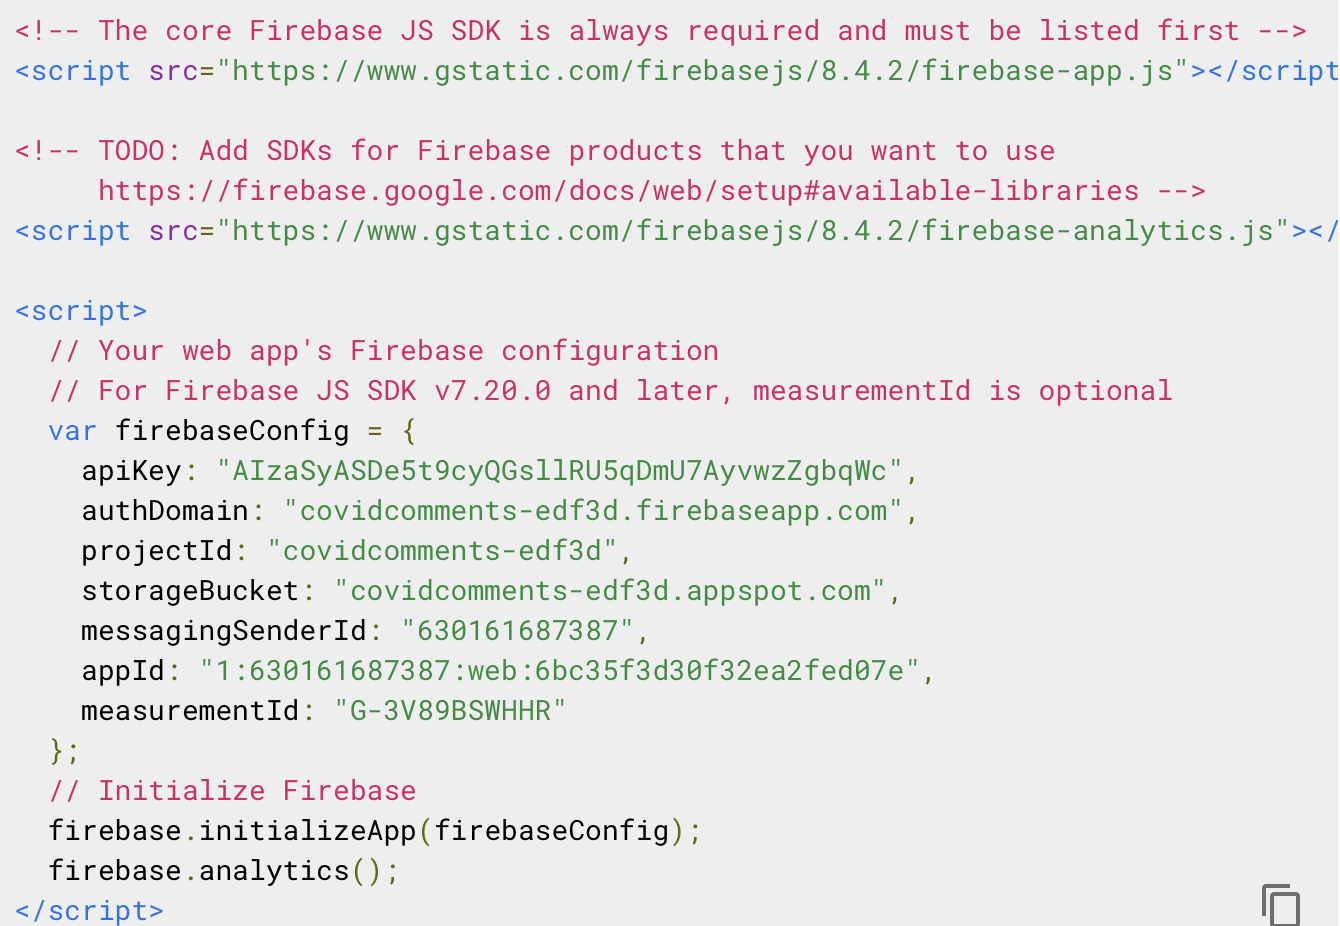 <!-- The core Firebase JS SDK is always required and must be listed first -->
<script src="https://www.gstatic.com/firebasejs/8.4.2/firebase-app.js"></script
<!-- TODO: Add SDKs for Firebase products that you want to use
https://firebase.google.com/docs/web/setup#available-libraries -->
<script src="https://www.gstatic.com/firebasejs/8.4.2/firebase-analytics.js"></
<script>
// Your web app's Firebase configuration
// For Firebase JS SDK v7.20.0 and later, measurementId is optional
var firebaseConfig = {
apiKey: "AIzaSyASDe5t9cyQGsllRU5qDmU7AyvwzZgbqWc",
authDomain: "covidcomments-edf3d.firebaseapp.com",
projectId: "covidcomments-edf3d",
storageBucket: "covidcomments-edf3d.appspot.com",
messagingSenderId: "630161687387",
appId: "1:630161687387:web:6bc35f3d30f32ea2fed07e",
measurementId: "G-3V89BSWHHR"
};
// Initialize Firebase
firebase.initializeApp(firebaseConfig);
firebase.analytics();
</script>